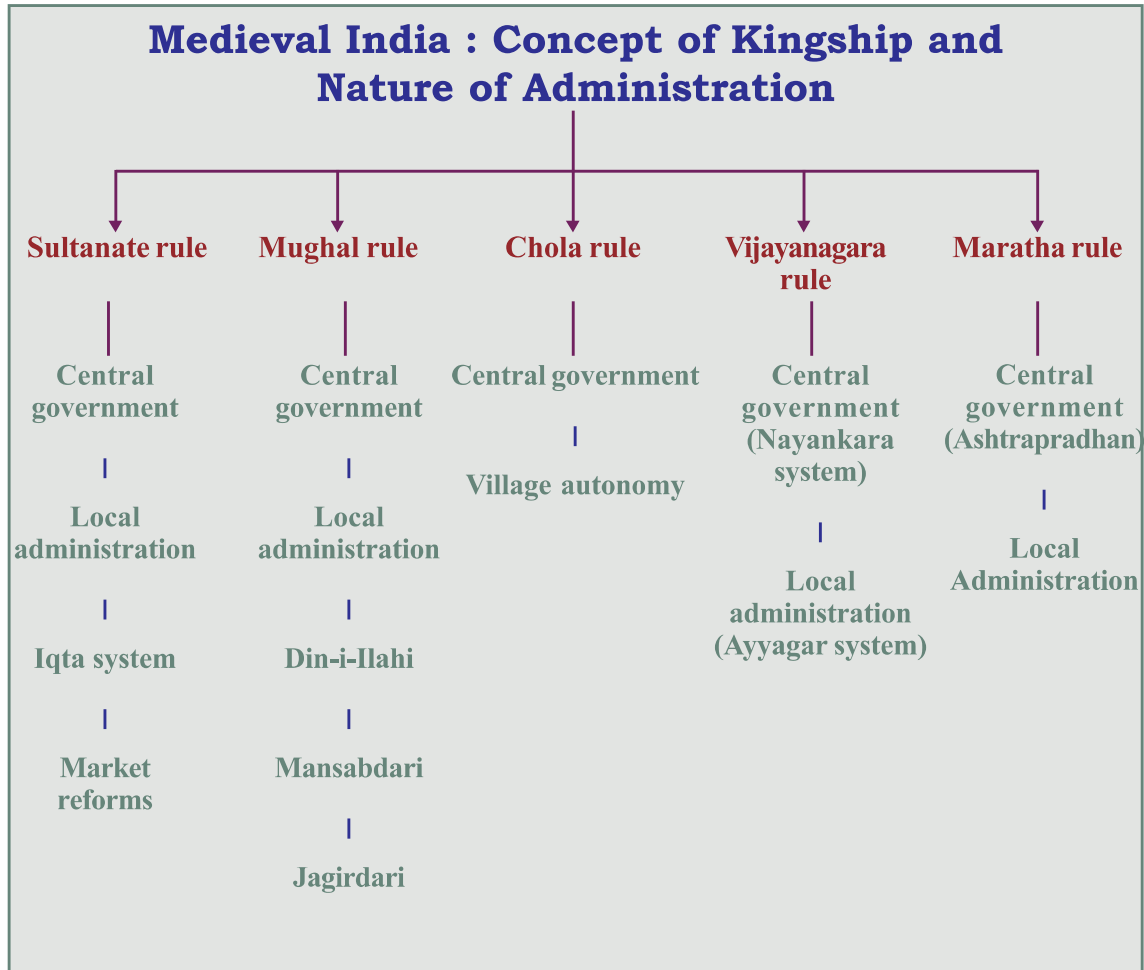 Medieval India : Concept of Kingship and
Nature of Administration
Sultanate rule
Central
government
Local
administration
Iqta system
Market
reforms
Mughal rule
Central
government
Local
administration
Din-i-Ilahi
Mansabdari
Jagirdari
Chola rule
Central government
Village autonomy
Vijayanagara
rule
Central
government
(Nayankara
system)
Local
administration
(Ayyagar system)
Maratha rule
Central
government
(Ashtrapradhan)
Local
Administration